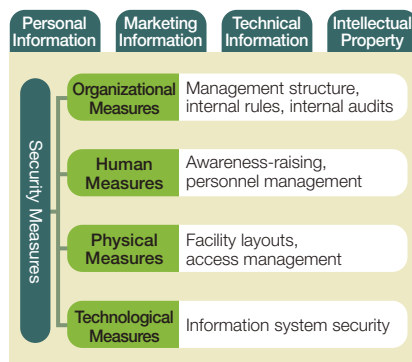 Personal
Information
Marketing
Information
Technical
Information
Intellectual
Property
Security Measures
Organizational
Measures
Management structure,
internal rules, internal audits
Human
Measures
Awareness-raising,
personnel management
Physical
Measures
Facility layouts,
access management
Technological
Measures
Information system security